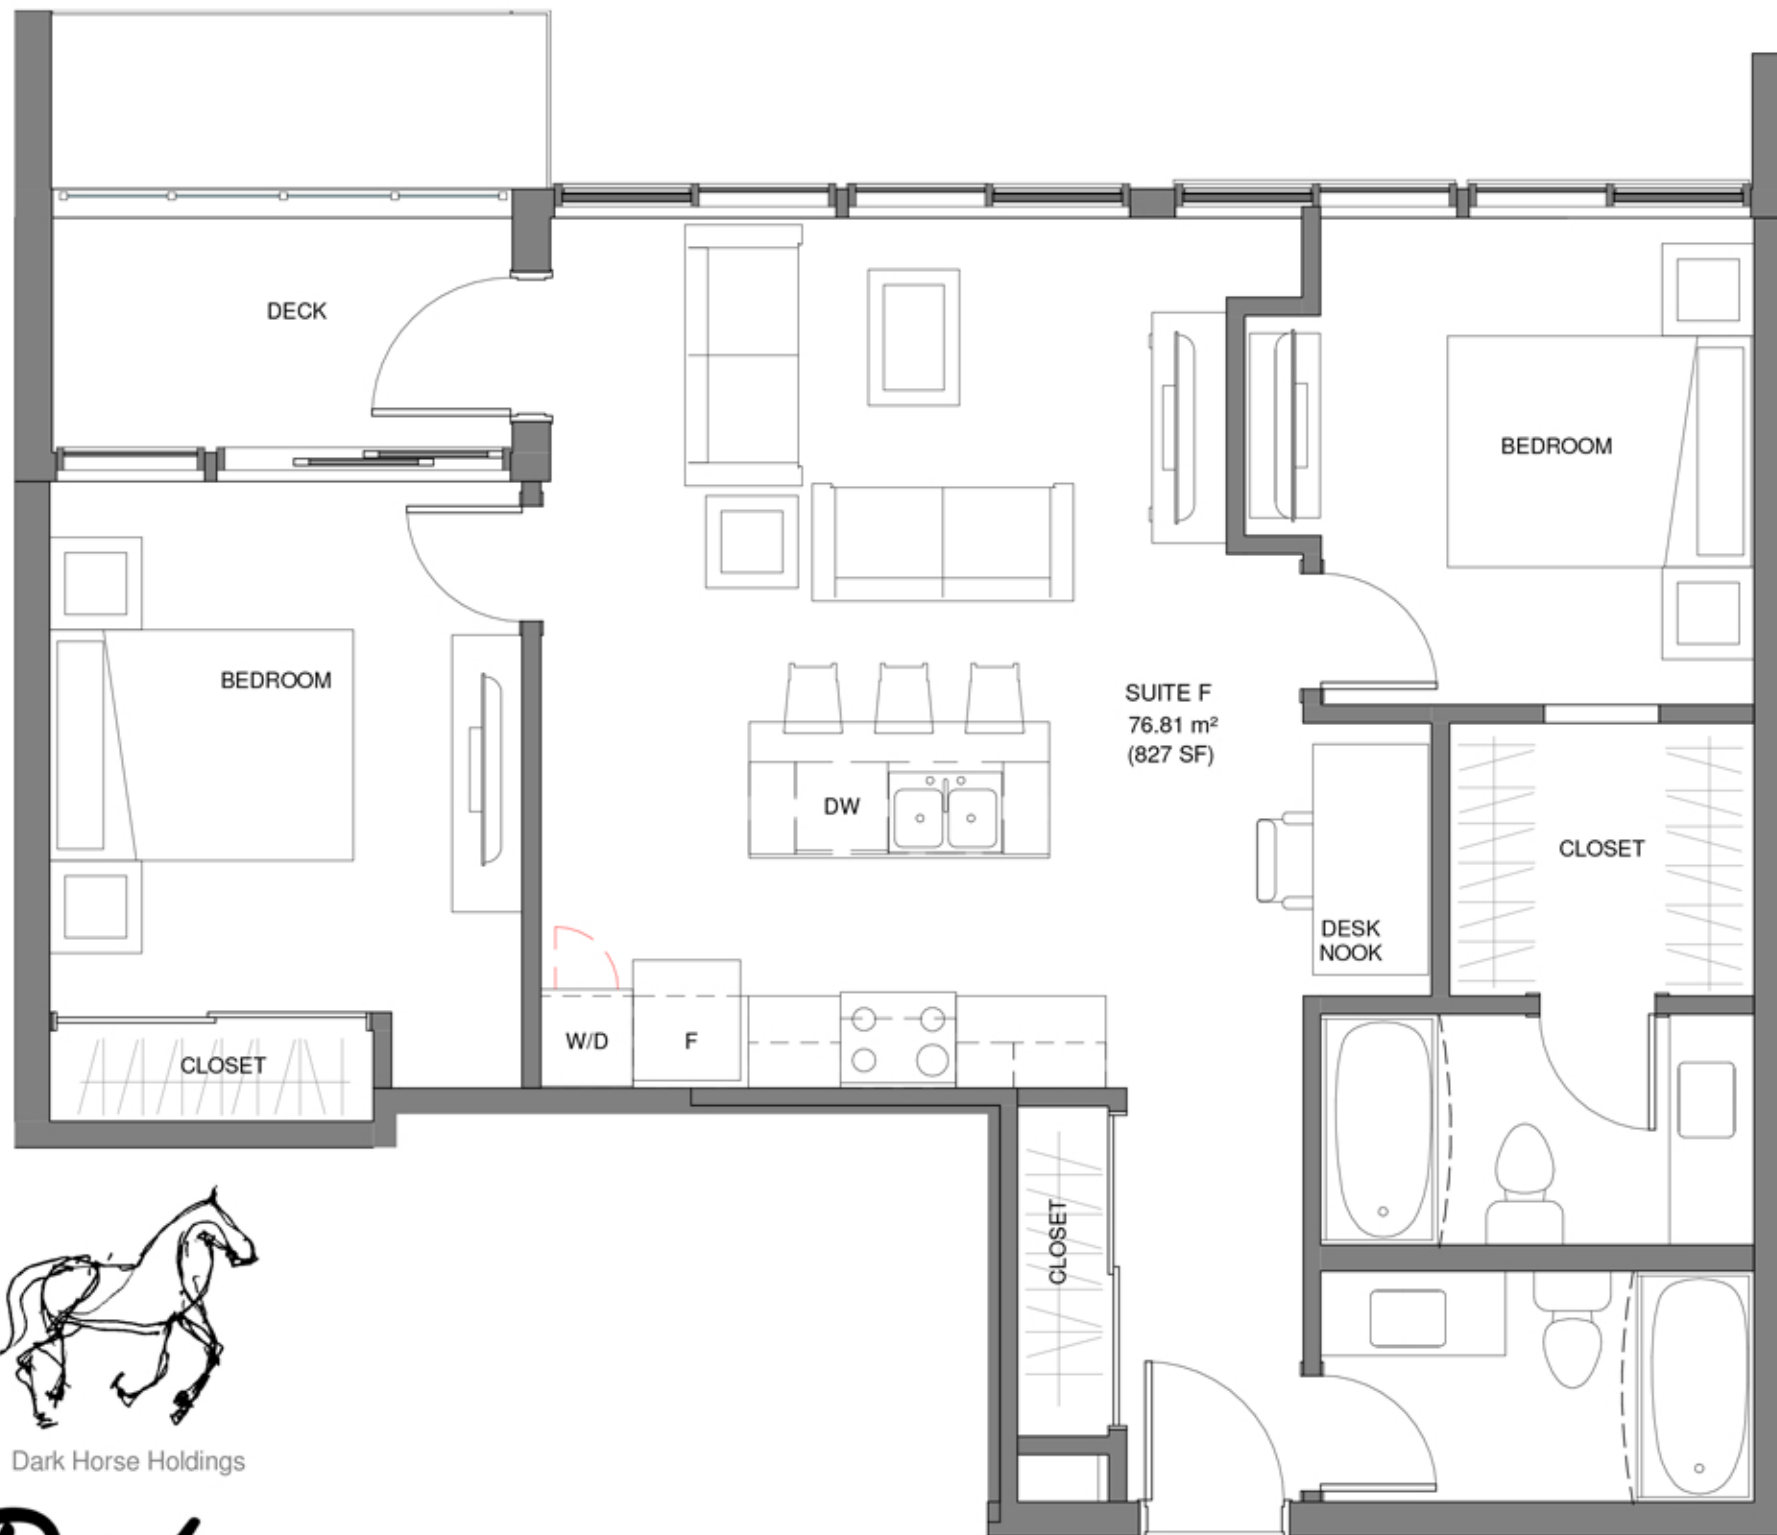 DECK
BEDROOM
BEDROOM
SUITE F
76.81 m²
(827 SF)
DW
CLOSET
DESK
NOOK
W/D
F
CLOSET
CLOSET
Dark Horse Holdings